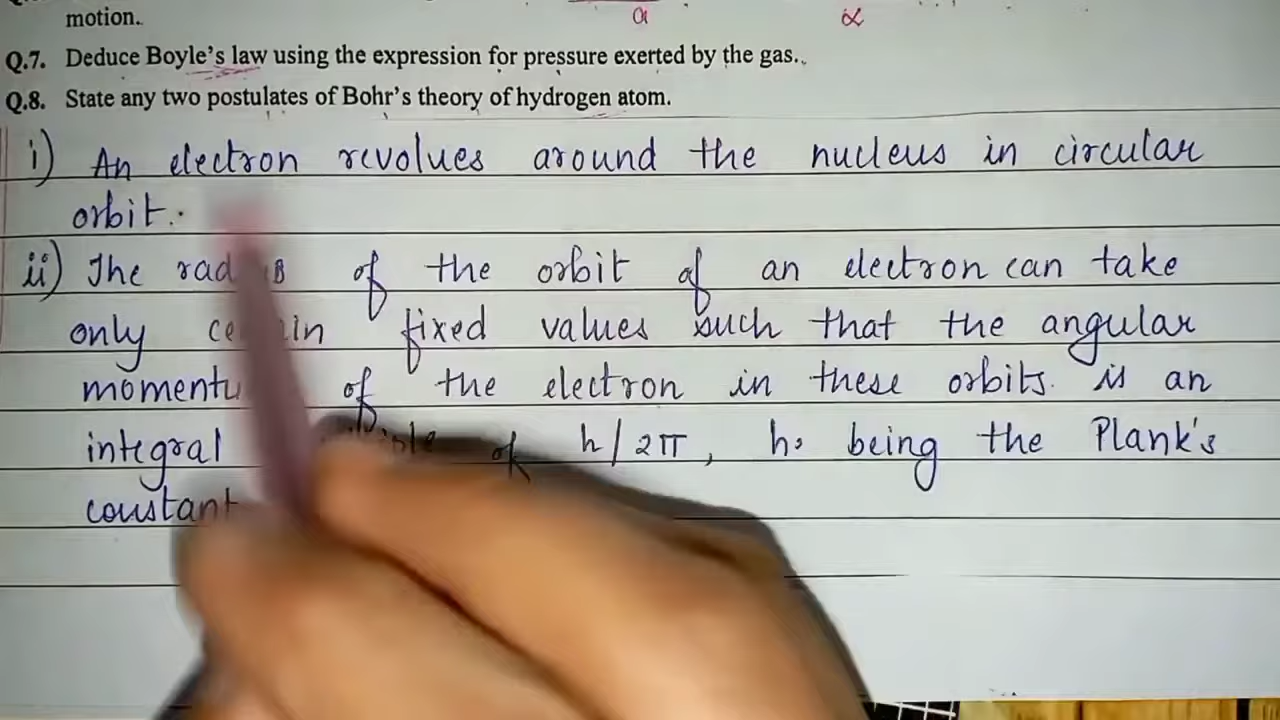 motion.
a α
Q.7. Deduce Boyle's law using the expression for pressure exerted by the gas.
Q.8. State any two postulates of Bohr's theory of hydrogen atom.
i) An electron revolues around the nucleus in circular
orbit.
ii) The of the orbit of an electron can take
only fixed values such that the angular
of the electron in these orbits is an
integral of h/2π, h. being the Plank's
constant